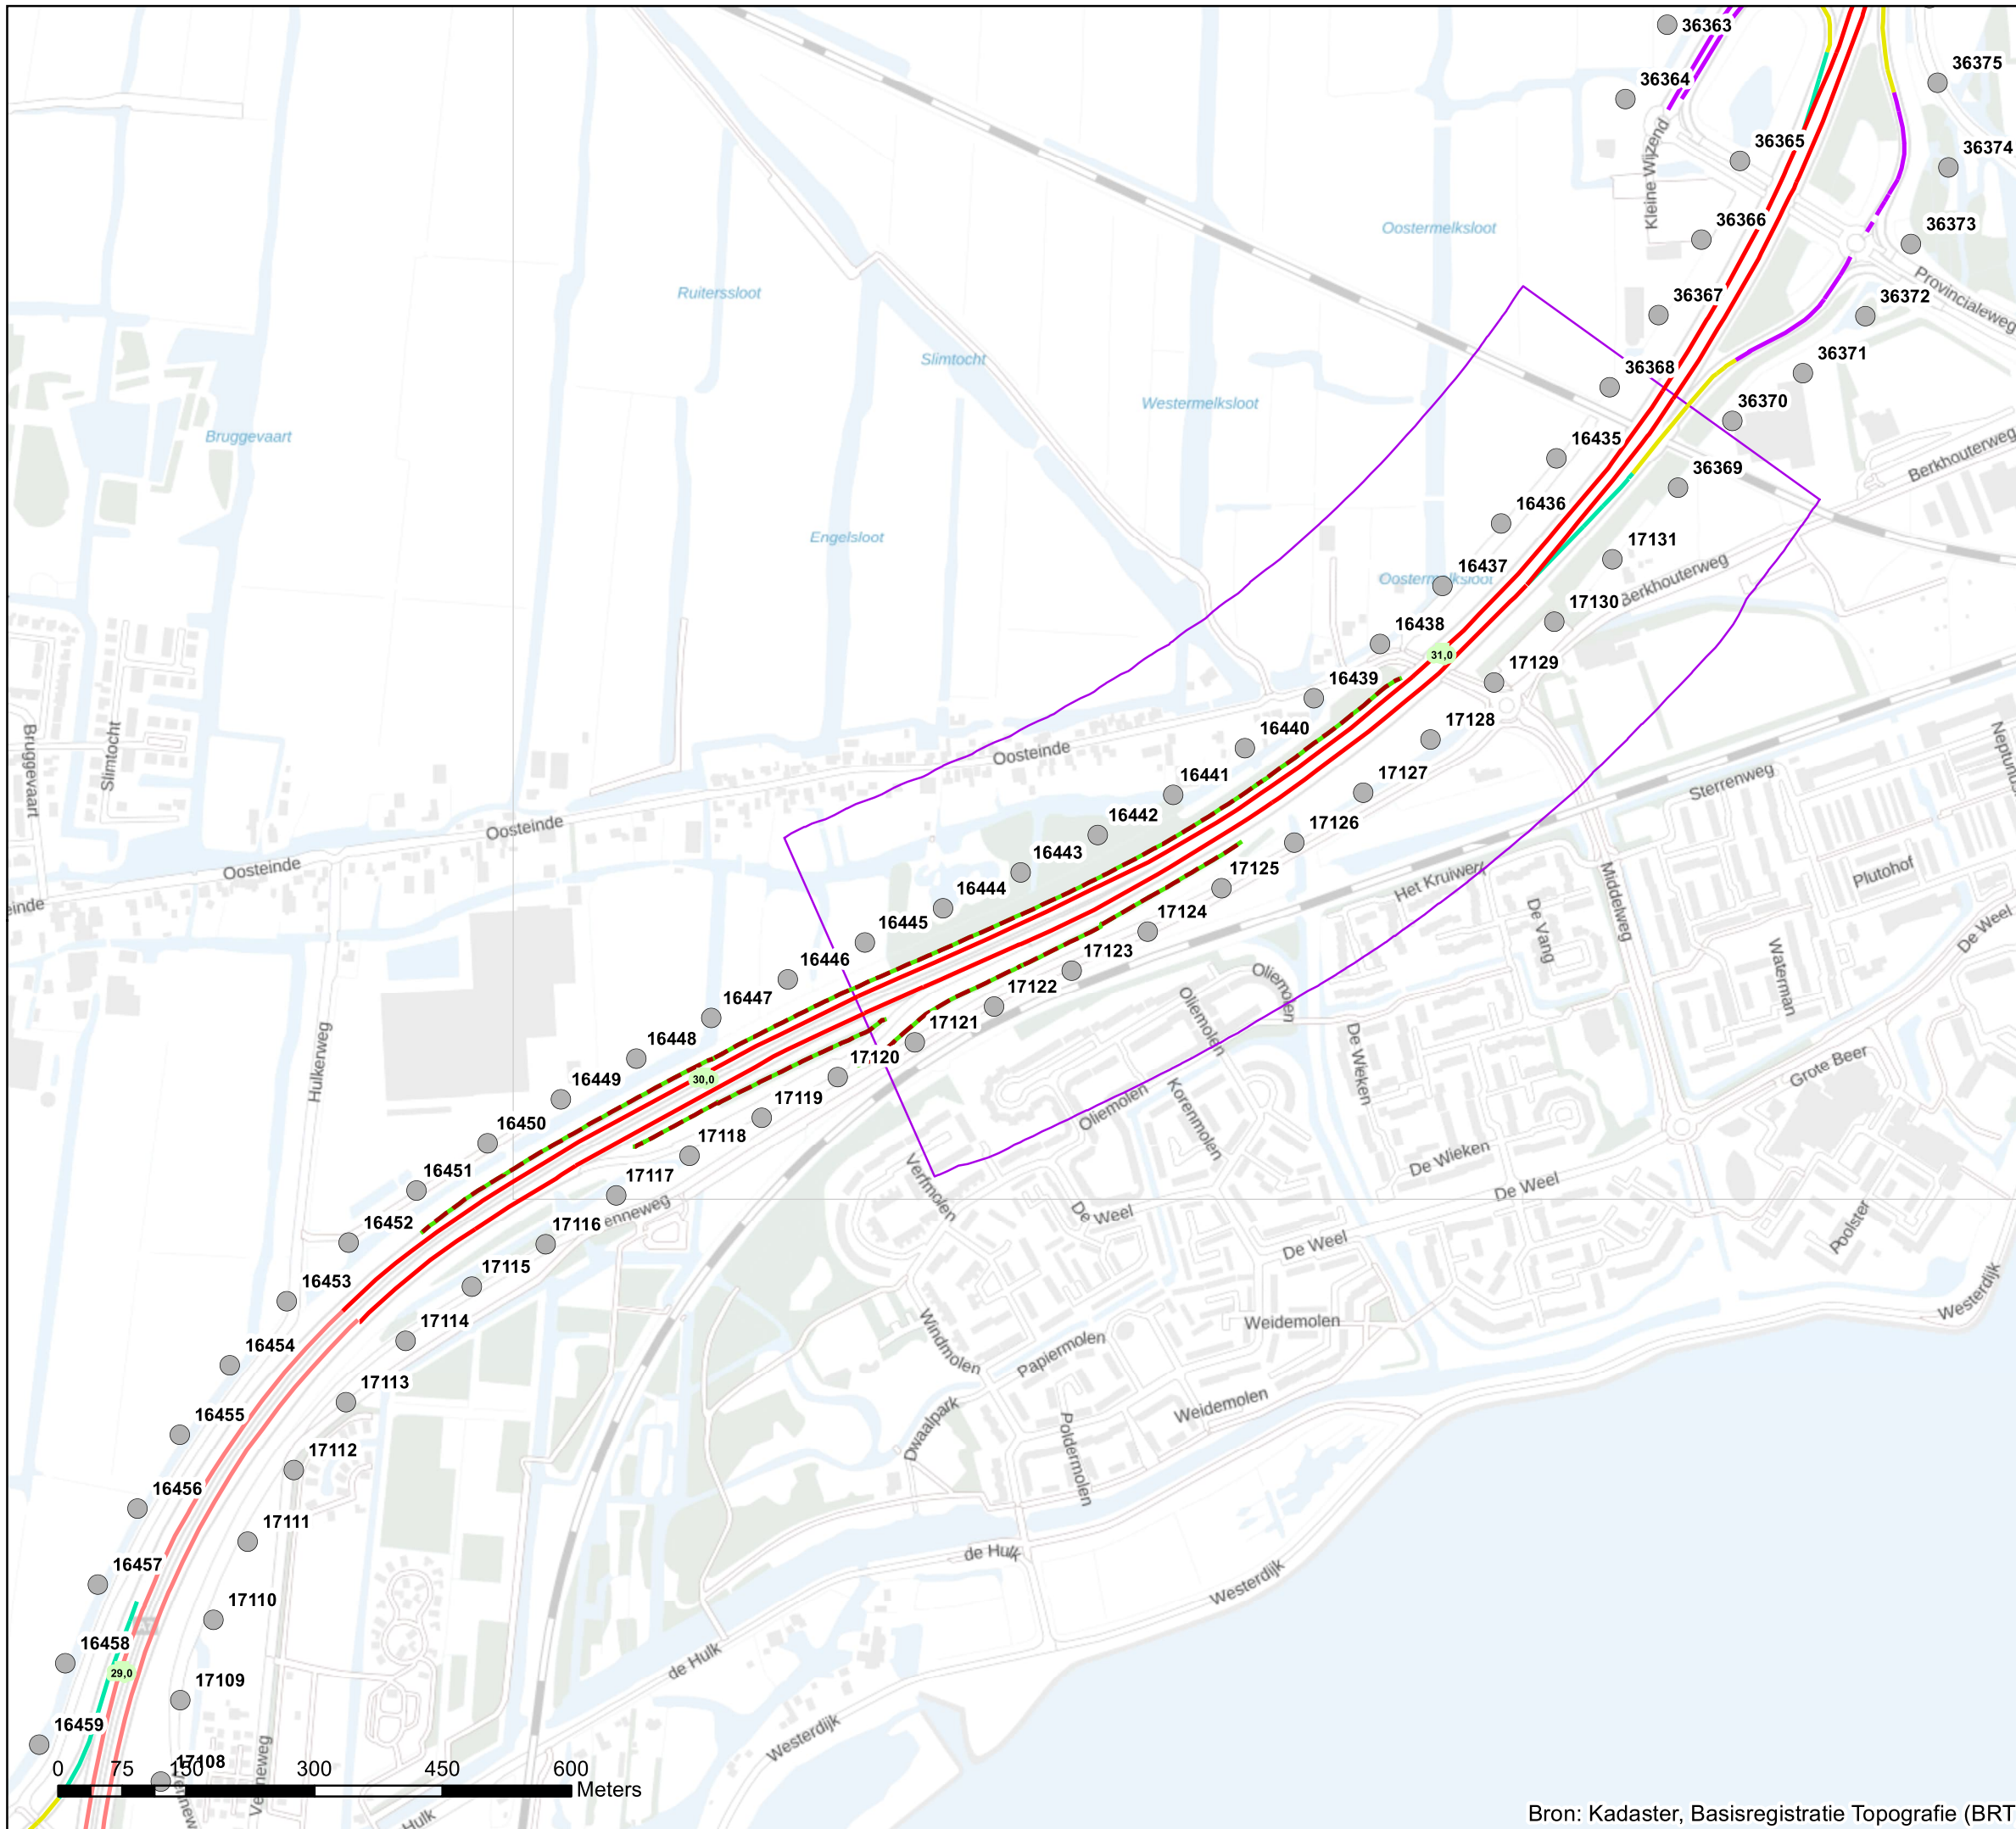 36363
36375
36364
36365
36374
Kleine Wijzend
36366
36373
Oostermelksloot
Provincialeweg
36367
36372
Ruiterssloot
36371
36368
Slimtocht
36370
Westermelksloot
16435
Berkhouterweg
Bruggevaart
36369
16436
17131
Engelsloot
16437
Berkhouterweg
17130
16438
31,0
17129
16439
17128
16440
Oosteinde
Bruggevaart
Slimtocht
Neptunus
16441
17127
Sterrenweg
Oosteinde
16442
17126
Oosteinde
16443
17125
Het Kruiwerk
Middelweg
Plutohof
einde
16444
De Vang
De Weel
16445
17124
Waterman
16446
17123
Oliemolen
16447
17122
Oliemolen
16448
17121
Hulkerweg
17120
De Wieken
Grote Beer
30,0
16449
17119
Oliemolen
Korenmolen
16450
17118
Verfmolen
De Wieken
16451
17117
De Weel
enneweg
De Weel
16452
17116
De Weel
Poolster
16453
17115
Westerdijk
16454
17114
Windmolen
Papiermolen
Weidemolen
17113
16455
Dwaalpark
Weidemolen
Poldermolen
17112
16456
17111
16457
de Hulk
17110
Westerdijk
A7
16458
29,0
de Hulk
17109
16459
Westerdijk
17108
Venneweg
0 75 150 300 450 600
Meters
Hulk
Bron: Kadaster, Basisregistratie Topografie (BRT